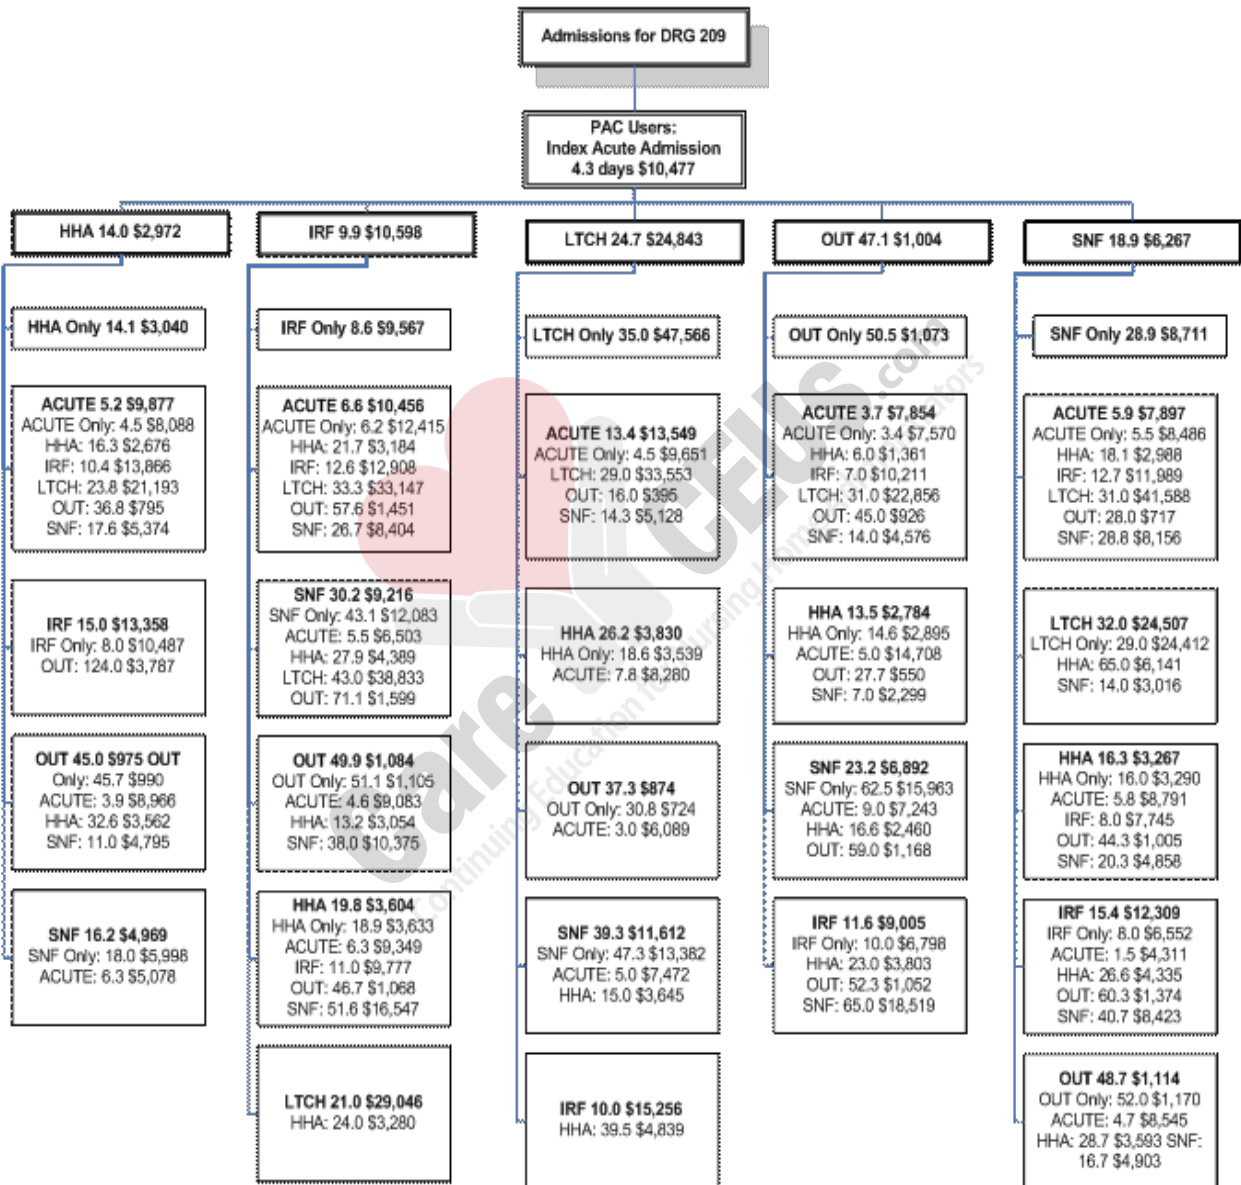 Admissions for DRG 209
PAC Users:
Index Acute Admission
4.3 days $10,477
HHA 14.0 $2,972
IRF 9.9 $10,598
LTCH 24.7 $24,843
OUT 47.1 $1,004
SNF 18.9 $6,267
HHA Only 14.1 $3,040
ACUTE 5.2 $9,877
ACUTE Only: 4.5 $8,088
HHA: 16.3 $2,676
IRF: 10.4 $13,866
LTCH: 23.8 $21,193
OUT: 36.8 $795
SNF: 17.6 $5,374
IRF 15.0 $13,358
IRF Only: 8.0 $10,487
OUT: 124.0 $3,787
OUT 45.0 $975 OUT
Only: 45.7 $990
ACUTE: 3.9 $8,966
HHA: 32.6 $3,562
SNF: 11.0 $4,795
SNF 16.2 $4,969
SNF Only: 18.0 $5,998
ACUTE: 6.3 $5,078
IRF Only 8.6 $9,567
ACUTE 6.6 $10,456
ACUTE Only: 6.2 $12,415
HHA: 21.7 $3,184
IRF: 12.6 $12,908
LTCH: 33.3 $33,147
OUT: 57.6 $1,451
SNF: 26.7 $8,404
SNF 30.2 $9,216
SNF Only: 43.1 $12,083
ACUTE: 5.5 $6,503
HHA: 27.9 $4,389
LTCH: 43.0 $38,833
OUT: 71.1 $1,599
OUT 49.9 $1,084
OUT Only: 51.1 $1,105
ACUTE: 4.6 $9,083
HHA: 13.2 $3,054
SNF: 38.0 $10,375
HHA 19.8 $3,604
HHA Only: 18.9 $3,633
ACUTE: 6.3 $9,349
IRF: 11.0 $9,777
OUT: 46.7 $1,068
SNF: 51.6 $16,547
LTCH 21.0 $29,046
HHA: 24.0 $3,280
LTCH Only 35.0 $47,566
ACUTE 13.4 $13,549
ACUTE Only: 4.5 $9,651
LTCH: 29.0 $33,553
OUT: 16.0 $395
SNF: 14.3 $5,128
HHA 26.2 $3,830
HHA Only: 18.6 $3,539
ACUTE: 7.8 $8,280
OUT 37.3 $874
OUT Only: 30.8 $724
ACUTE: 3.0 $6,089
SNF 39.3 $11,612
SNF Only: 47.3 $13,382
ACUTE: 5.0 $7,472
HHA: 15.0 $3,645
IRF 10.0 $15,256
HHA: 39.5 $4,839
OUT Only 50.5 $1,073
ACUTE 3.7 $7,854
ACUTE Only: 3.4 $7,570
HHA: 6.0 $1,361
IRF: 7.0 $10,211
LTCH: 31.0 $22,856
OUT: 45.0 $926
SNF: 14.0 $4,576
HHA 13.5 $2,784
HHA Only: 14.6 $2,895
ACUTE: 5.0 $14,708
OUT: 27.7 $550
SNF: 7.0 $2,299
SNF 23.2 $6,892
SNF Only: 62.5 $15,963
ACUTE: 9.0 $7,243
HHA: 16.6 $2,460
OUT: 59.0 $1,168
IRF 11.6 $9,005
IRF Only: 10.0 $6,798
HHA: 23.0 $3,803
OUT: 52.3 $1,052
SNF: 65.0 $18,519
SNF Only 28.9 $8,711
ACUTE 5.9 $7,897
ACUTE Only: 5.5 $8,486
HHA: 18.1 $2,988
IRF: 12.7 $11,989
LTCH: 31.0 $41,588
OUT: 28.0 $717
SNF: 28.8 $8,156
LTCH 32.0 $24,507
LTCH Only: 29.0 $24,412
HHA: 65.0 $6,141
SNF: 14.0 $3,016
HHA 16.3 $3,267
HHA Only: 16.0 $3,290
ACUTE: 5.8 $8,791
IRF: 8.0 $7,745
OUT: 44.3 $1,005
SNF: 20.3 $4,858
IRF 15.4 $12,309
IRF Only: 8.0 $6,552
ACUTE: 1.5 $4,311
HHA: 26.6 $4,335
OUT: 60.3 $1,374
SNF: 40.7 $8,423
OUT 48.7 $1,114
OUT Only: 52.0 $1,170
ACUTE: 4.7 $8,545
HHA: 28.7 $3,593 SNF:
16.7 $4,903
Care CEUs.com
Continuing Education for Nursing Home